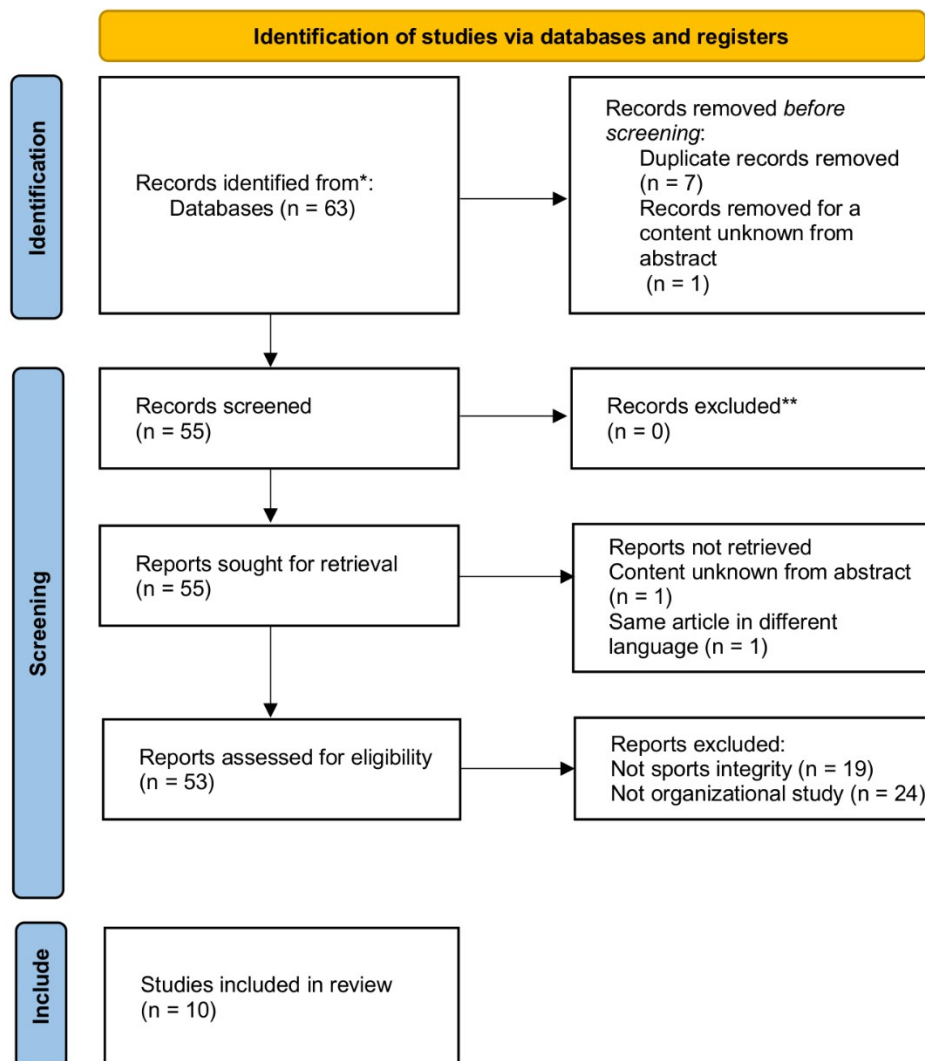 Identification of studies via databases and registers
Identification
Records identified from*:
Databases (n = 63)
Records removed before
screening:
Duplicate records removed
(n = 7)
Records removed for a
content unknown from
abstract
(n = 1)
Screening
Records screened
(n = 55)
Records excluded**
(n = 0)
Reports sought for retrieval
(n = 55)
Reports not retrieved
Content unknown from abstract
(n = 1)
Same article in different
language (n = 1)
Reports assessed for eligibility
(n = 53)
Reports excluded:
Not sports integrity (n = 19)
Not organizational study (n = 24)
Include
Studies included in review
(n = 10)